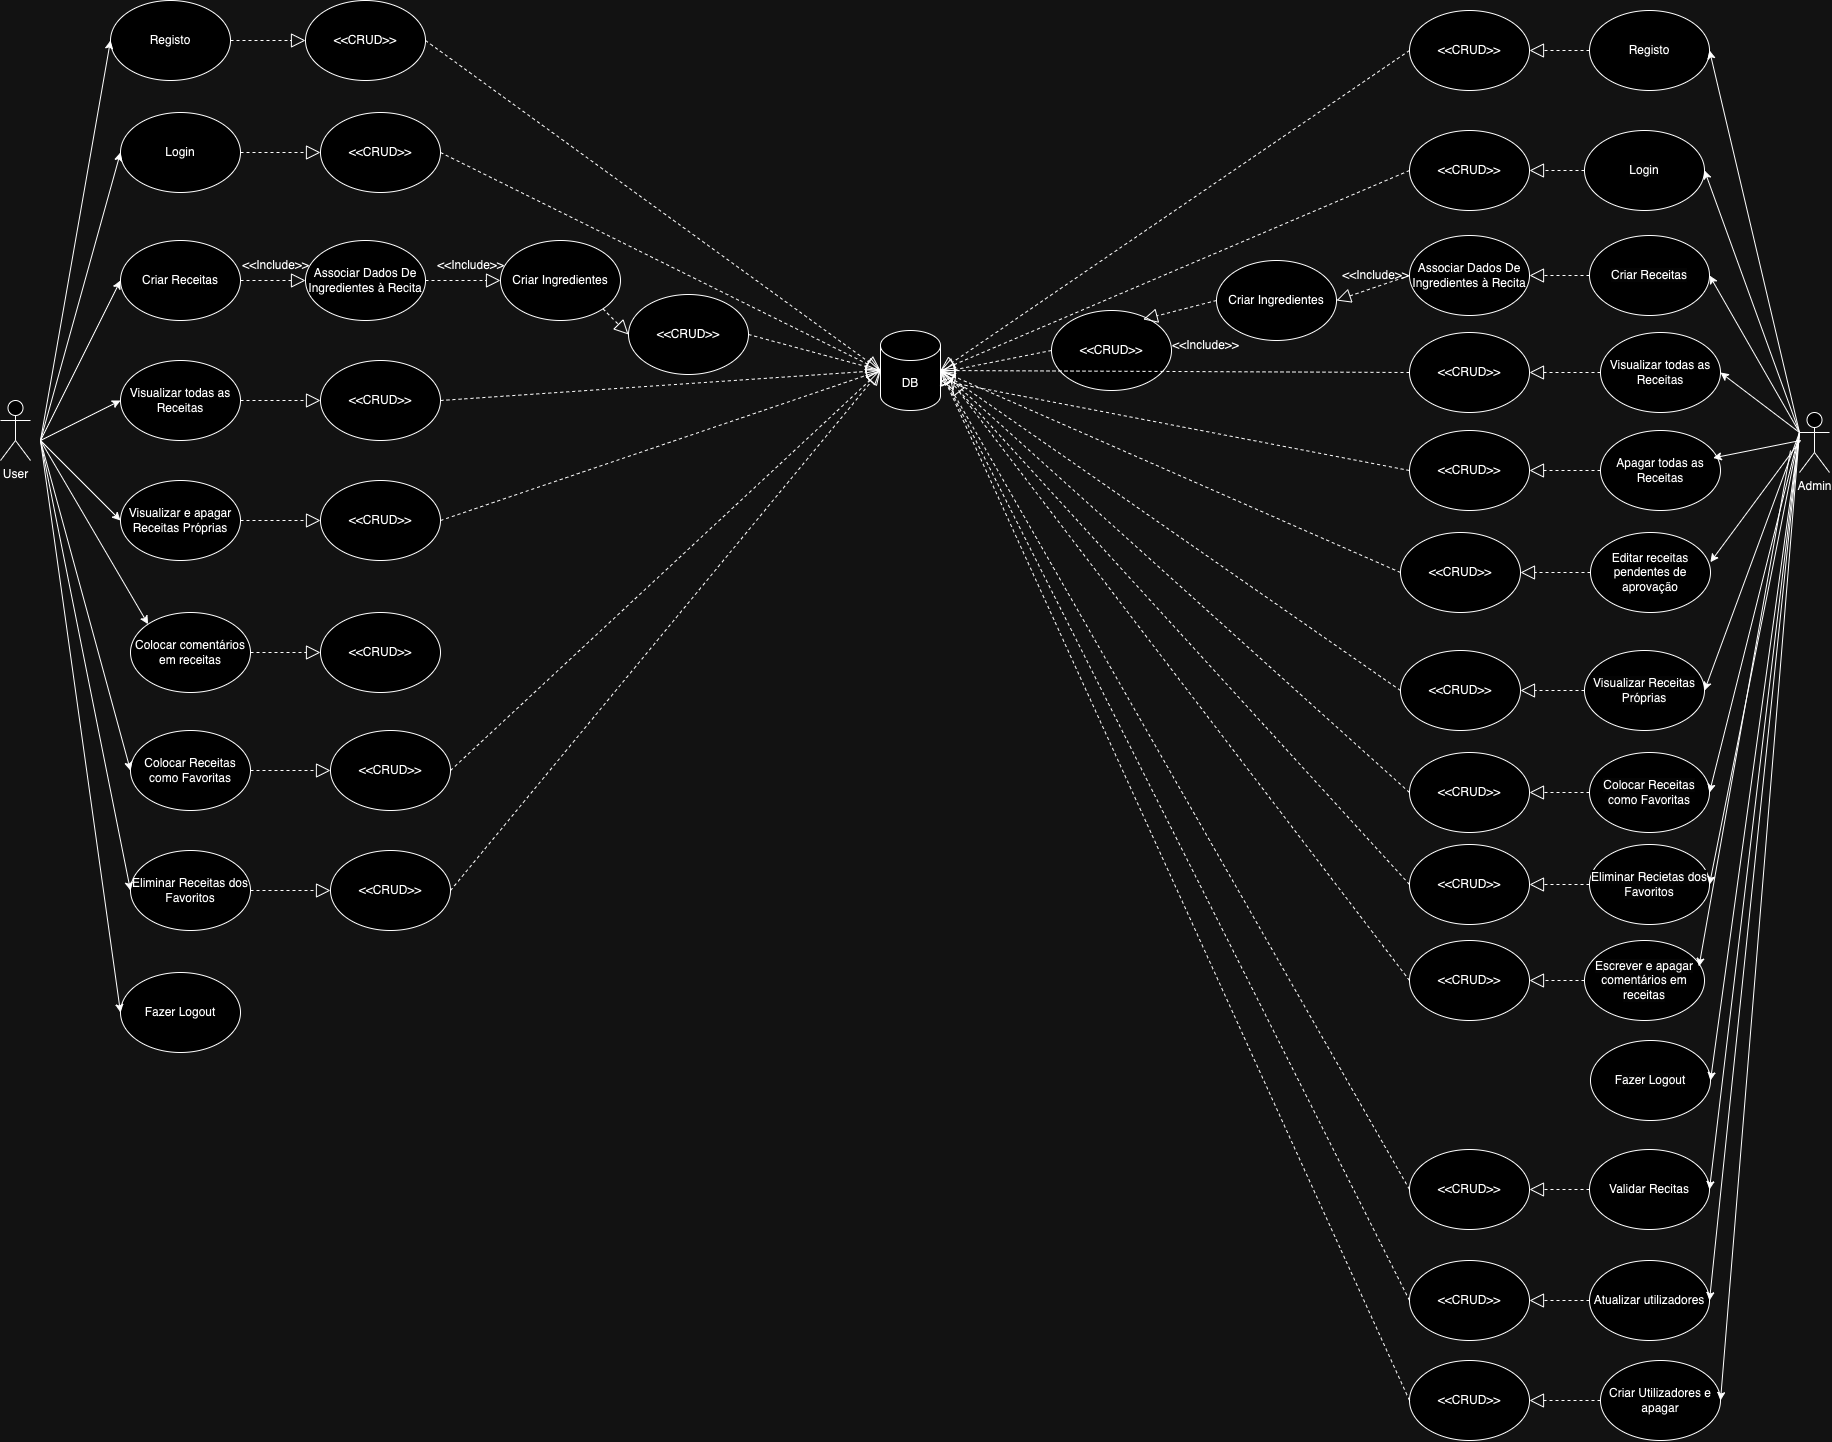 Registo
<<CRUD>>
Login
<<CRUD>>
Criar Receitas
<<Include>>
Associar Dados De
Ingredientes à Recita
<<Include>>
Criar Ingredientes
<<CRUD>>
Visualizar todas as
Receitas
<<CRUD>>
User
Visualizar e apagar
Receitas Próprias
<<CRUD>>
Colocar comentários
em receitas
<<CRUD>>
Colocar Receitas
como Favoritas
<<CRUD>>
Eliminar Receitas dos
Favoritos
<<CRUD>>
Fazer Logout
DB
<<CRUD>>
Registo
<<CRUD>>
Login
<<CRUD>>
<<Include>>
Criar Ingredientes
<<Include>>
Associar Dados De
Ingredientes à Recita
Criar Receitas
<<CRUD>>
Visualizar todas as
Receitas
<<CRUD>>
Apagar todas as
Receitas
Admin
<<CRUD>>
Editar receitas
pendentes de
aprovação
<<CRUD>>
Visualizar Receitas
Próprias
<<CRUD>>
Colocar Receitas
como Favoritas
<<CRUD>>
Eliminar Recietas dos
Favoritos
<<CRUD>>
Escrever e apagar
comentários em
receitas
Fazer Logout
<<CRUD>>
Validar Recitas
<<CRUD>>
Atualizar utilizadores
<<CRUD>>
Criar Utilizadores e
apagar